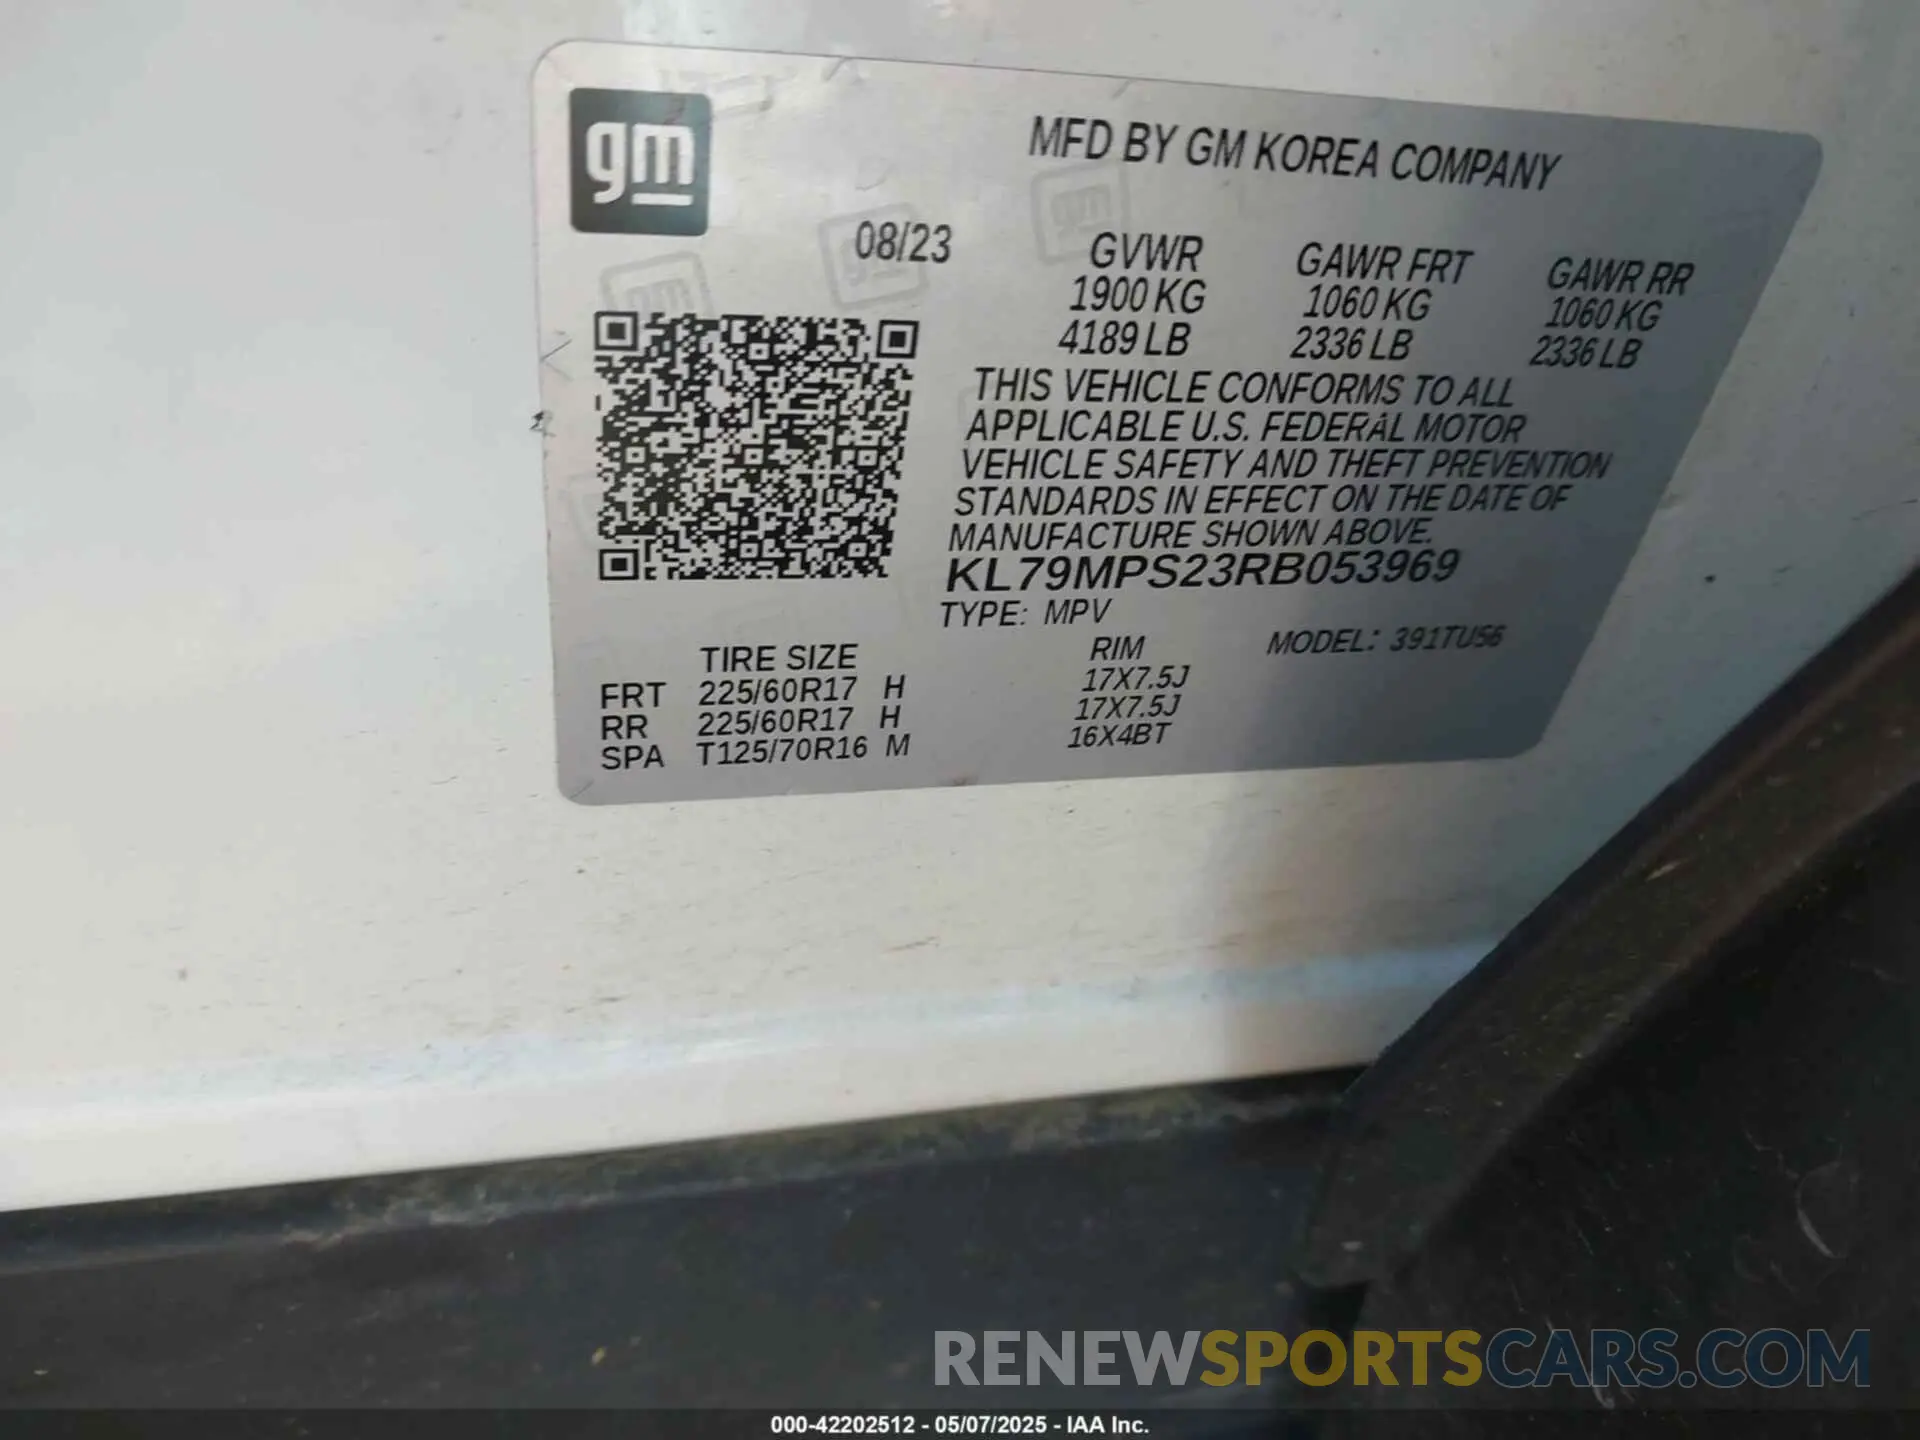 gm
MFD BY GM KOREA COMPANY
08/23
GVWR GAWR FRT GAWR RR
1900 KG 1060 KG 1060 KG
4189 LB 2336 LB 2336 LB
THIS VEHICLE CONFORMS TO ALL
APPLICABLE U.S. FEDERAL MOTOR
VEHICLE SAFETY AND THEFT PREVENTION
STANDARDS IN EFFECT ON THE DATE OF
MANUFACTURE SHOWN ABOVE.
KL79MPS23RB053969
TYPE: MPV MODEL: 391TU56
TIRE SIZE RIM
FRT 225/60R17 H 17X7.5J
RR 225/60R17 H 17X7.5J
SPA T125/70R16 M 16X4BT
RENEWSPORTSCARS.COM
000-42202512 - 05/07/2025 - IAA Inc.